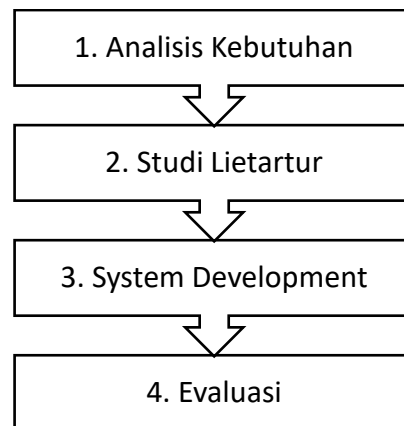 1. Analisis Kebutuhan
2. Studi Lietartur
3. System Development
4. Evaluasi